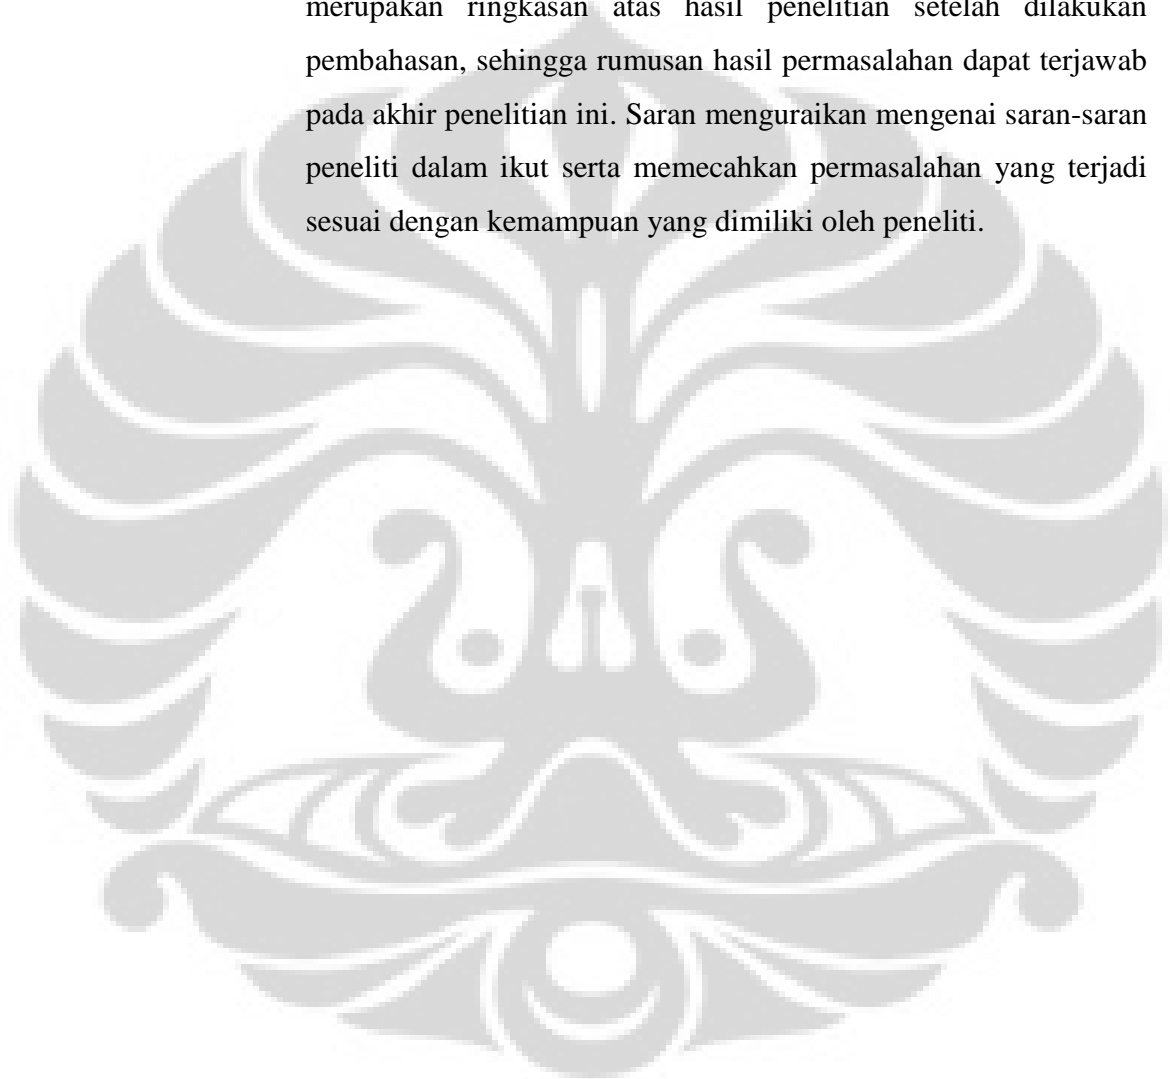 merupakan ringkasan atas hasil penelitian setelah dilakukan
pembahasan, sehingga rumusan hasil permasalahan dapat terjawab
pada akhir penelitian ini. Saran menguraikan mengenai saran-saran
peneliti dalam ikut serta memecahkan permasalahan yang terjadi
sesuai dengan kemampuan yang dimiliki oleh peneliti.